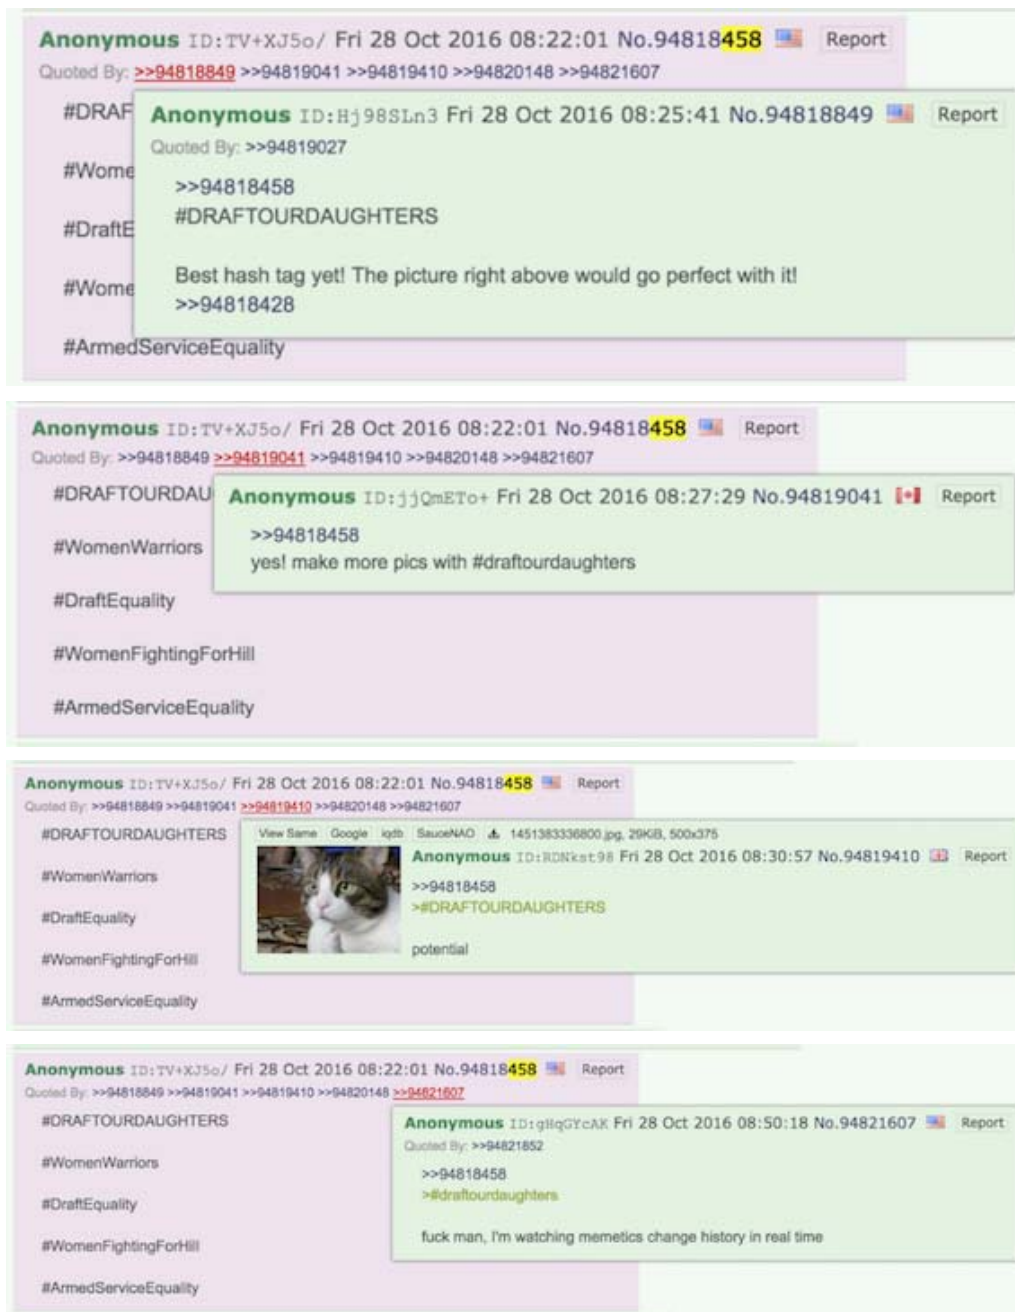 Anonymous ID:TV+XJ5o/ Fri 28 Oct 2016 08:22:01 No.94818458 Report
Quoted By: >>94818849 >>94819041 >>94819410 >>94820148 >>94821607
#DRAF
Anonymous ID:Hj98SLn3 Fri 28 Oct 2016 08:25:41 No.94818849 Report
Quoted By: >>94819027
#Wome
>>94818458
#DRAFTOURDAUGHTERS
#DraftE
Best hash tag yet! The picture right above would go perfect with it!
#Wome
>>94818428
#ArmedServiceEquality
Anonymous ID:TV+XJ5o/ Fri 28 Oct 2016 08:22:01 No.94818458 Report
Quoted By: >>94818849 >>94819041 >>94819410 >>94820148 >>94821607
#DRAFTOURDAU
Anonymous ID:jjQmETo+ Fri 28 Oct 2016 08:27:29 No.94819041 Report
>>94818458
#WomenWarriors
yes! make more pics with #draftourdaughters
#DraftEquality
#WomenFightingForHill
#ArmedServiceEquality
Anonymous ID:TV+XJ5o/ Fri 28 Oct 2016 08:22:01 No.94818458 Report
Quoted By: >>94818849 >>94819041 >>94819410 >>94820148 >>94821607
#DRAFTOURDAUGHTERS
View Same Google iqdb SauceNAO 1451383336800.jpg, 29KiB, 500x375
Anonymous ID:RDNkst98 Fri 28 Oct 2016 08:30:57 No.94819410 Report
#WomenWarriors
>>94818458
>#DRAFTOURDAUGHTERS
#DraftEquality
potential
#WomenFightingForHill
#ArmedServiceEquality
Anonymous ID:TV+XJ5o/ Fri 28 Oct 2016 08:22:01 No.94818458 Report
Quoted By: >>94818849 >>94819041 >>94819410 >>94820148 >>94821607
#DRAFTOURDAUGHTERS
Anonymous ID:gHqGYcAK Fri 28 Oct 2016 08:50:18 No.94821607 Report
Quoted By: >>94821852
#WomenWarriors
>>94818458
>#draftourdaughters
#DraftEquality
fuck man, I'm watching memetics change history in real time
#WomenFightingForHill
#ArmedServiceEquality